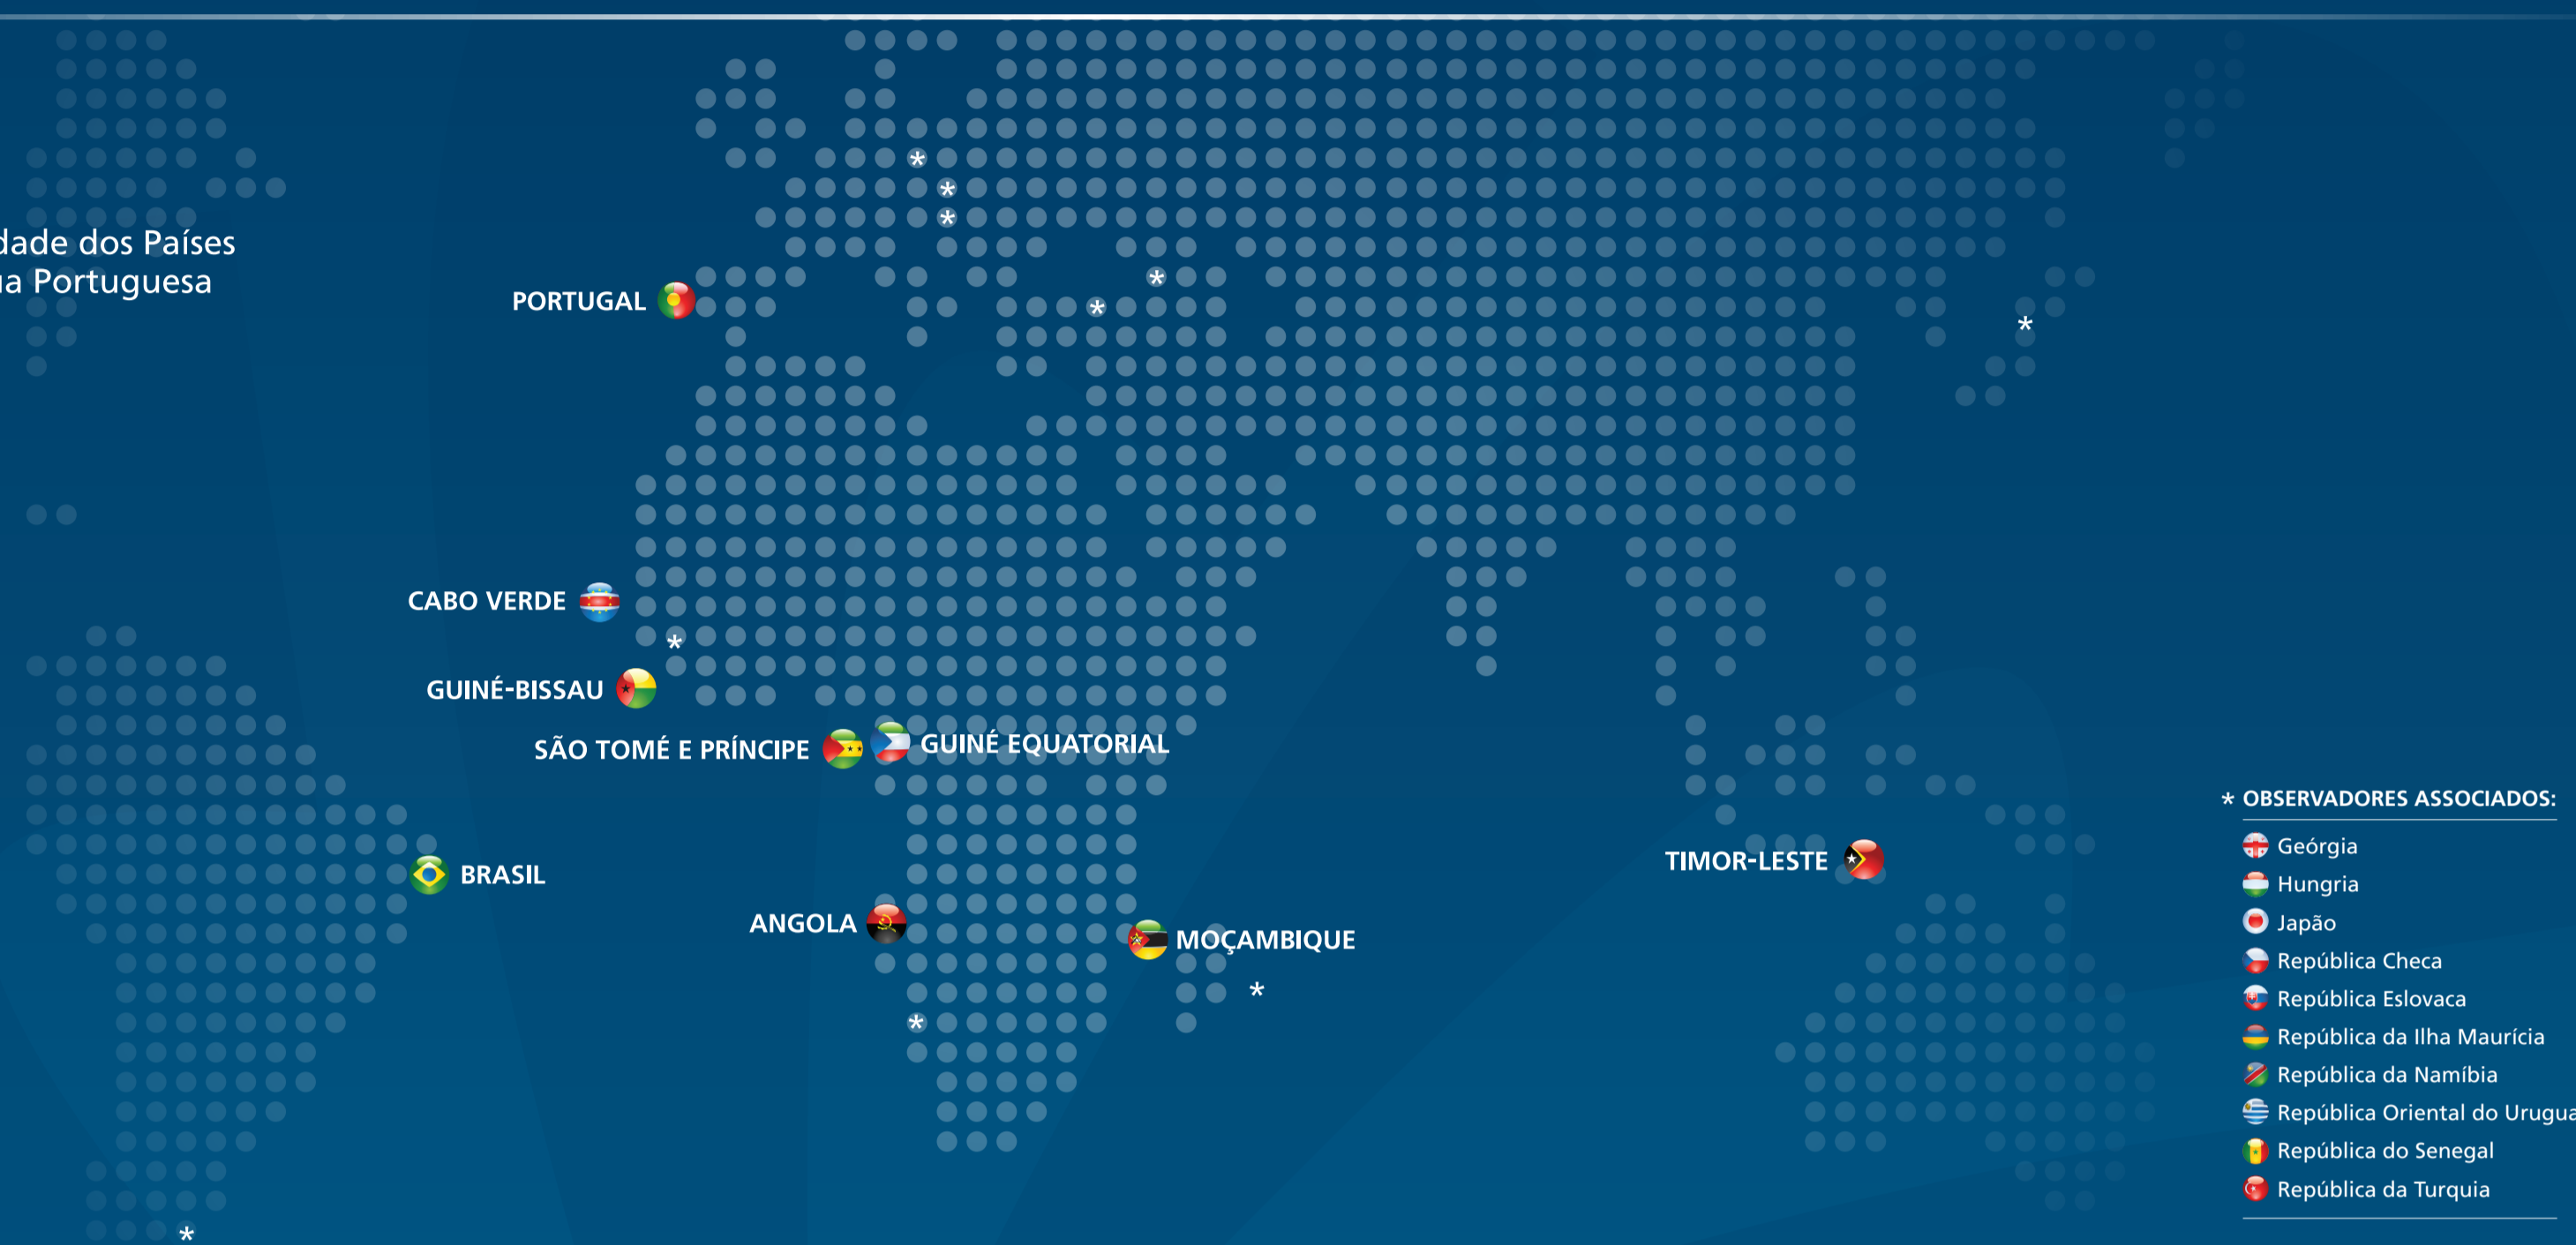 dade dos Países
a Portuguesa
PORTUGAL
CABO VERDE
GUINÉ-BISSAU
SÃO TOMÉ E PRÍNCIPE
GUINÉ EQUATORIAL
BRASIL
TIMOR-LESTE
ANGOLA
MOÇAMBIQUE
* OBSERVADORES ASSOCIADOS:
Geórgia
Hungria
Japão
República Checa
República Eslovaca
República da Ilha Maurícia
República da Namíbia
República Oriental do Urugua
República do Senegal
República da Turquia